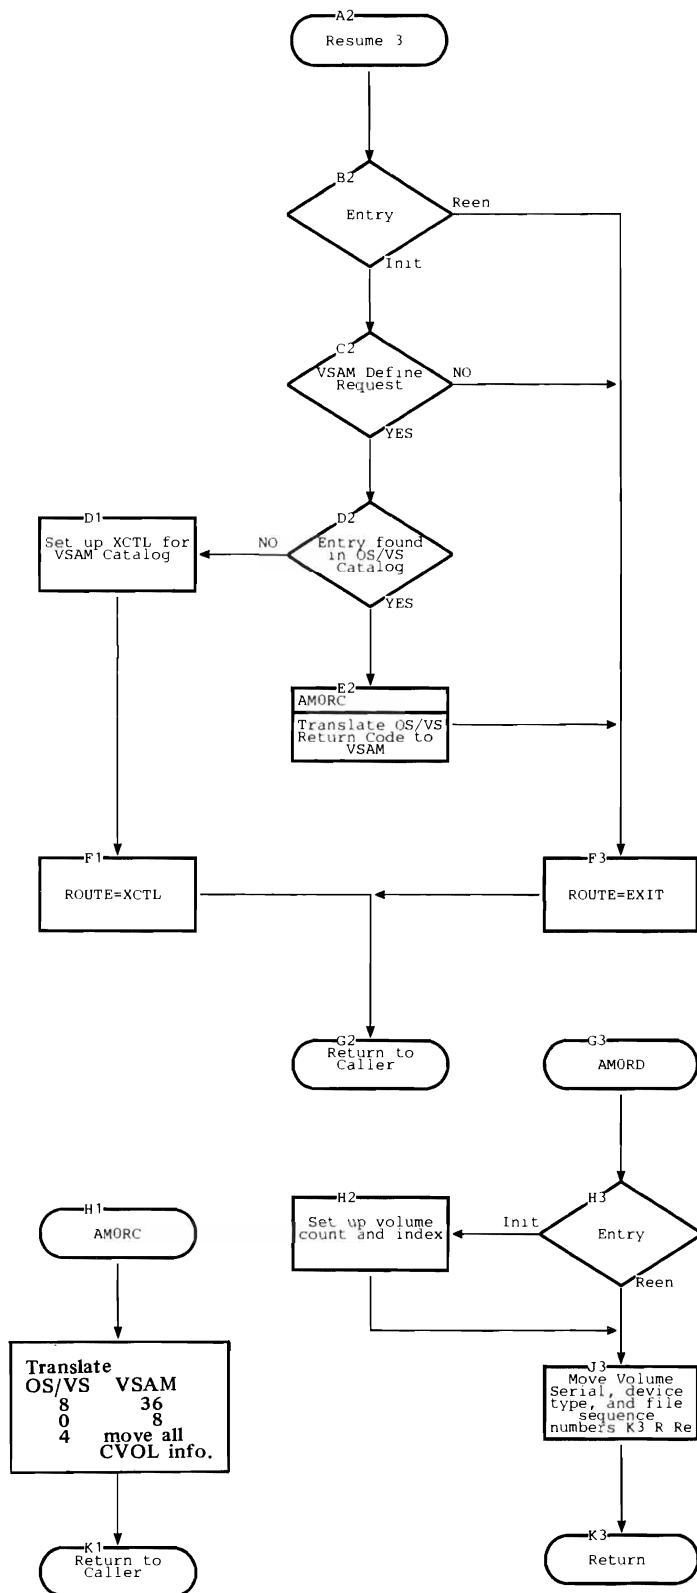 A2
Resume 3
B2
Entry
Reen
Init
C2
VSAM Define
Request
NO
YES
D1
Set up XCTL for
VSAM Catalog
NO
D2
Entry found
in OS/VS
Catalog
YES
E2
AMORC
Translate OS/VS
Return Code to
VSAM
F1
ROUTE=XCTL
F3
ROUTE=EXIT
G2
Return to
Caller
G3
AMORD
H1
AMORC
H2
Set up volume
count and index
Init
H3
Entry
Reen
Translate
OS/VS VSAM
8 36
0 8
4 move all
CVOL info.
J3
Move Volume
Serial, device
type, and file
sequence
numbers K3 R Re
K1
Return to
Caller
K3
Return